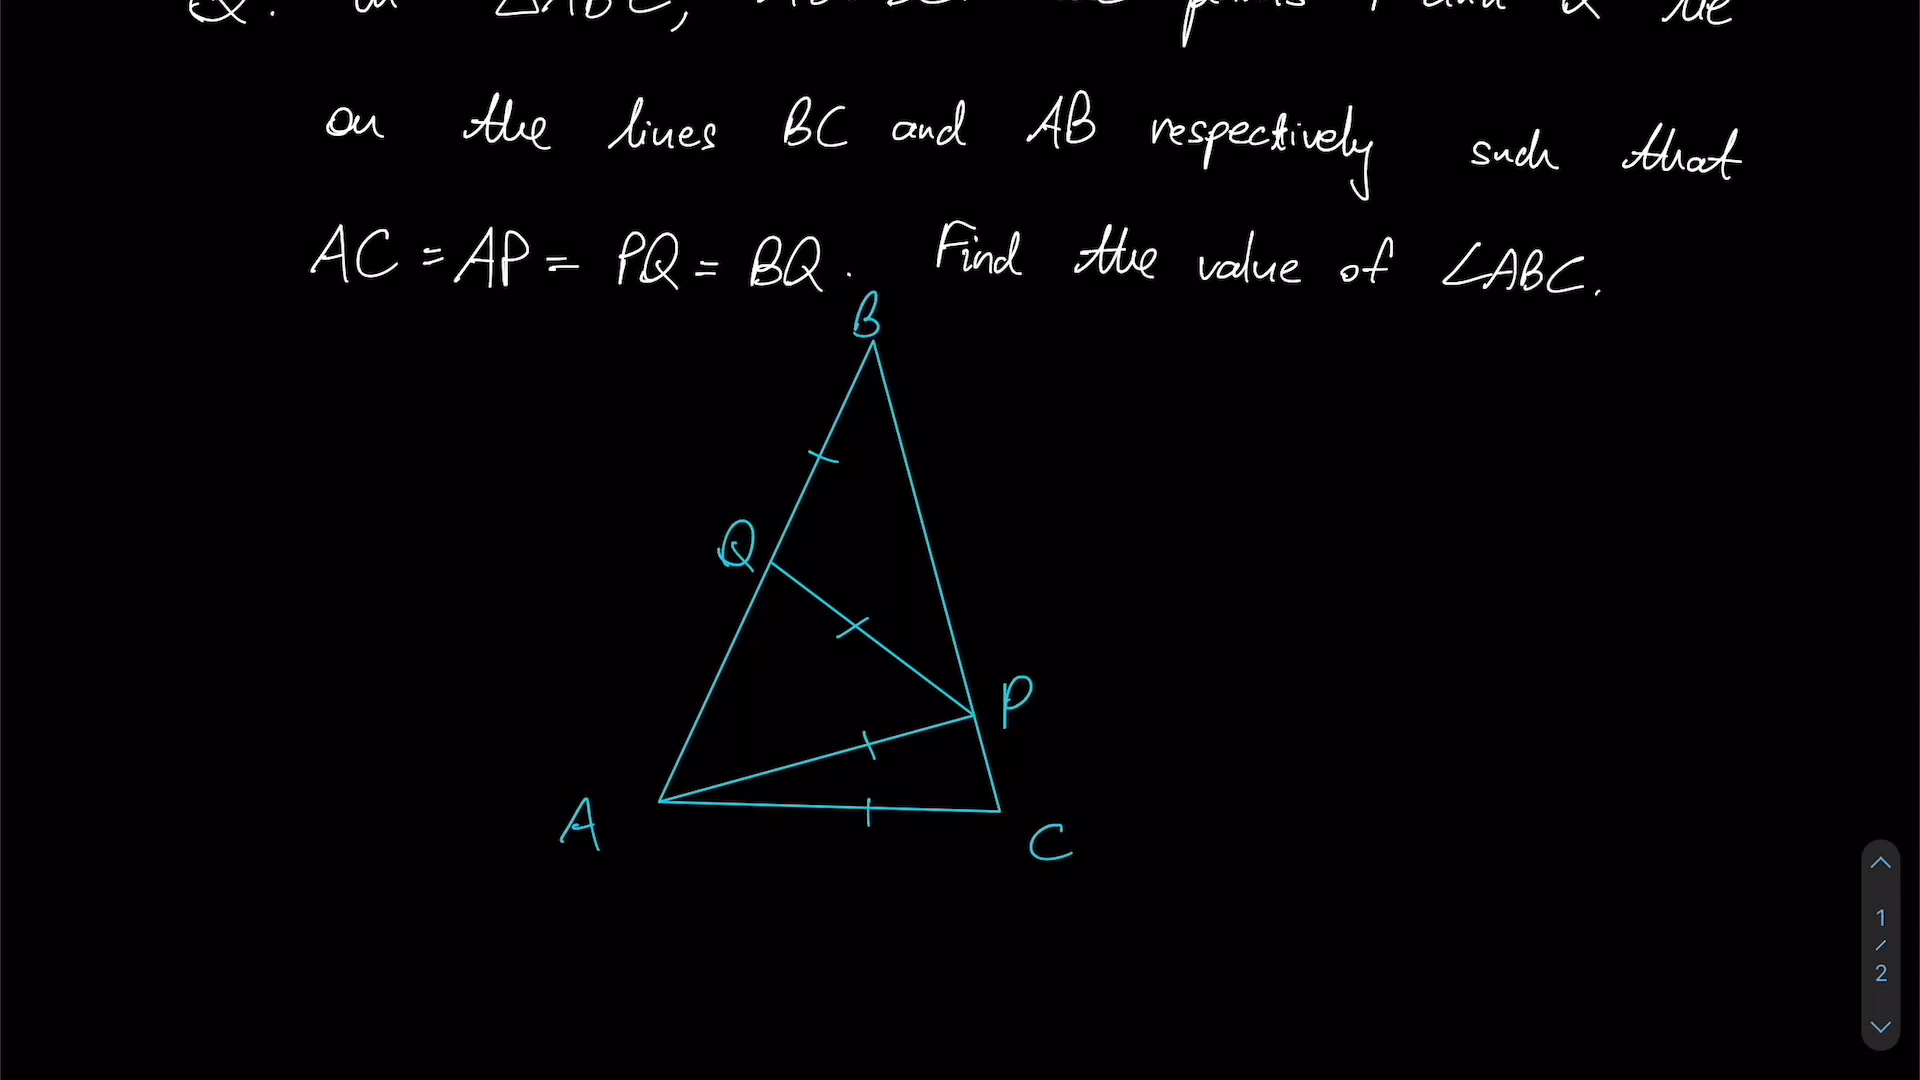 on the lines BC and AB respectively such that
AC = AP = PQ = BQ. Find the value of ∠ABC.
B
Q
P
A
C
1
/
2